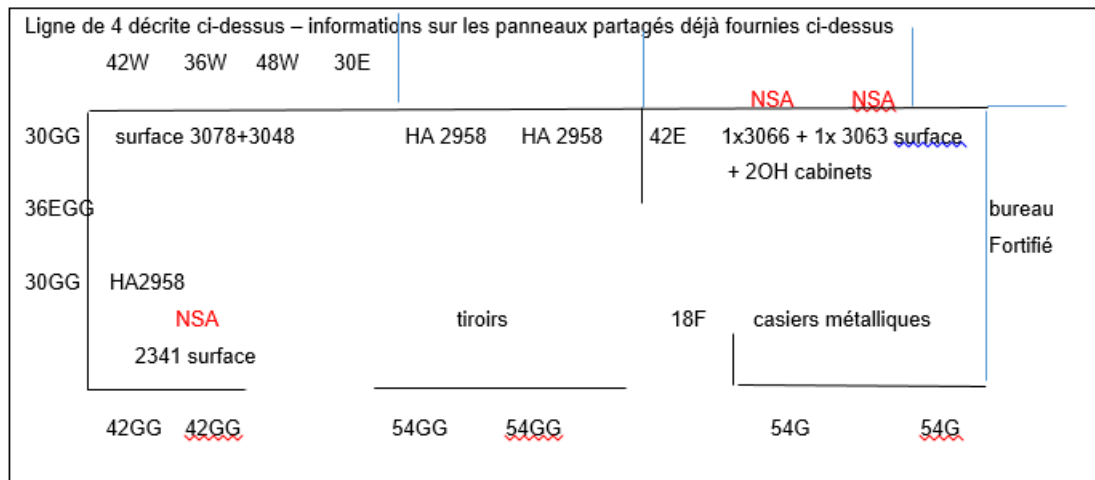 Ligne de 4 décrite ci-dessus – informations sur les panneaux partagés déjà fournies ci-dessus
42W 36W 48W 30E
NSA NSA
30GG surface 3078+3048 HA 2958 HA 2958 42E 1x3066 + 1x 3063 surface
+ 2OH cabinets
36EGG bureau
Fortifié
30GG HA2958
NSA tiroirs 18F casiers métalliques
2341 surface
42GG 42GG 54GG 54GG 54G 54G